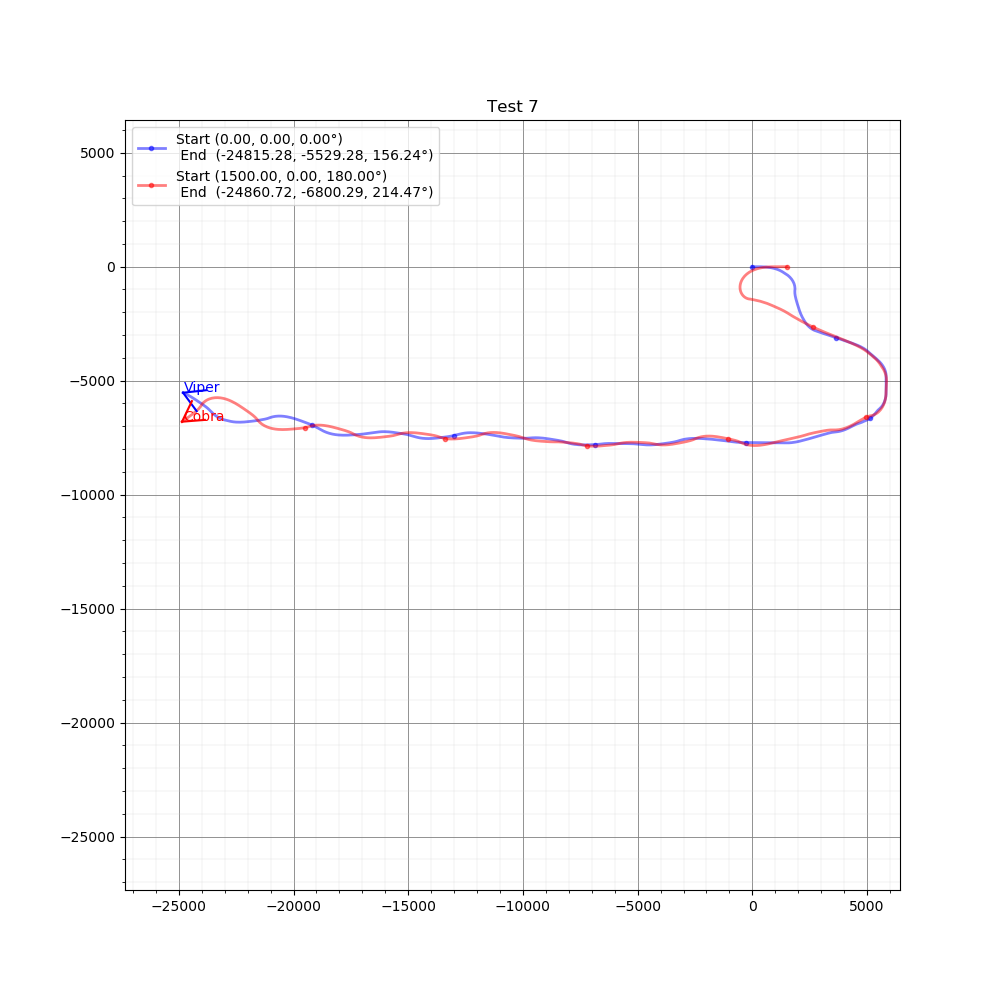 Test 7
Start (0.00, 0.00, 0.00°)
End (-24815.28, -5529.28, 156.24°)
Start (1500.00, 0.00, 180.00°)
End (-24860.72, -6800.29, 214.47°)
5000
0
−5000
−10000
−15000
−20000
−25000
Viper
Cobra
−25000 −20000 −15000 −10000 −5000 0 5000